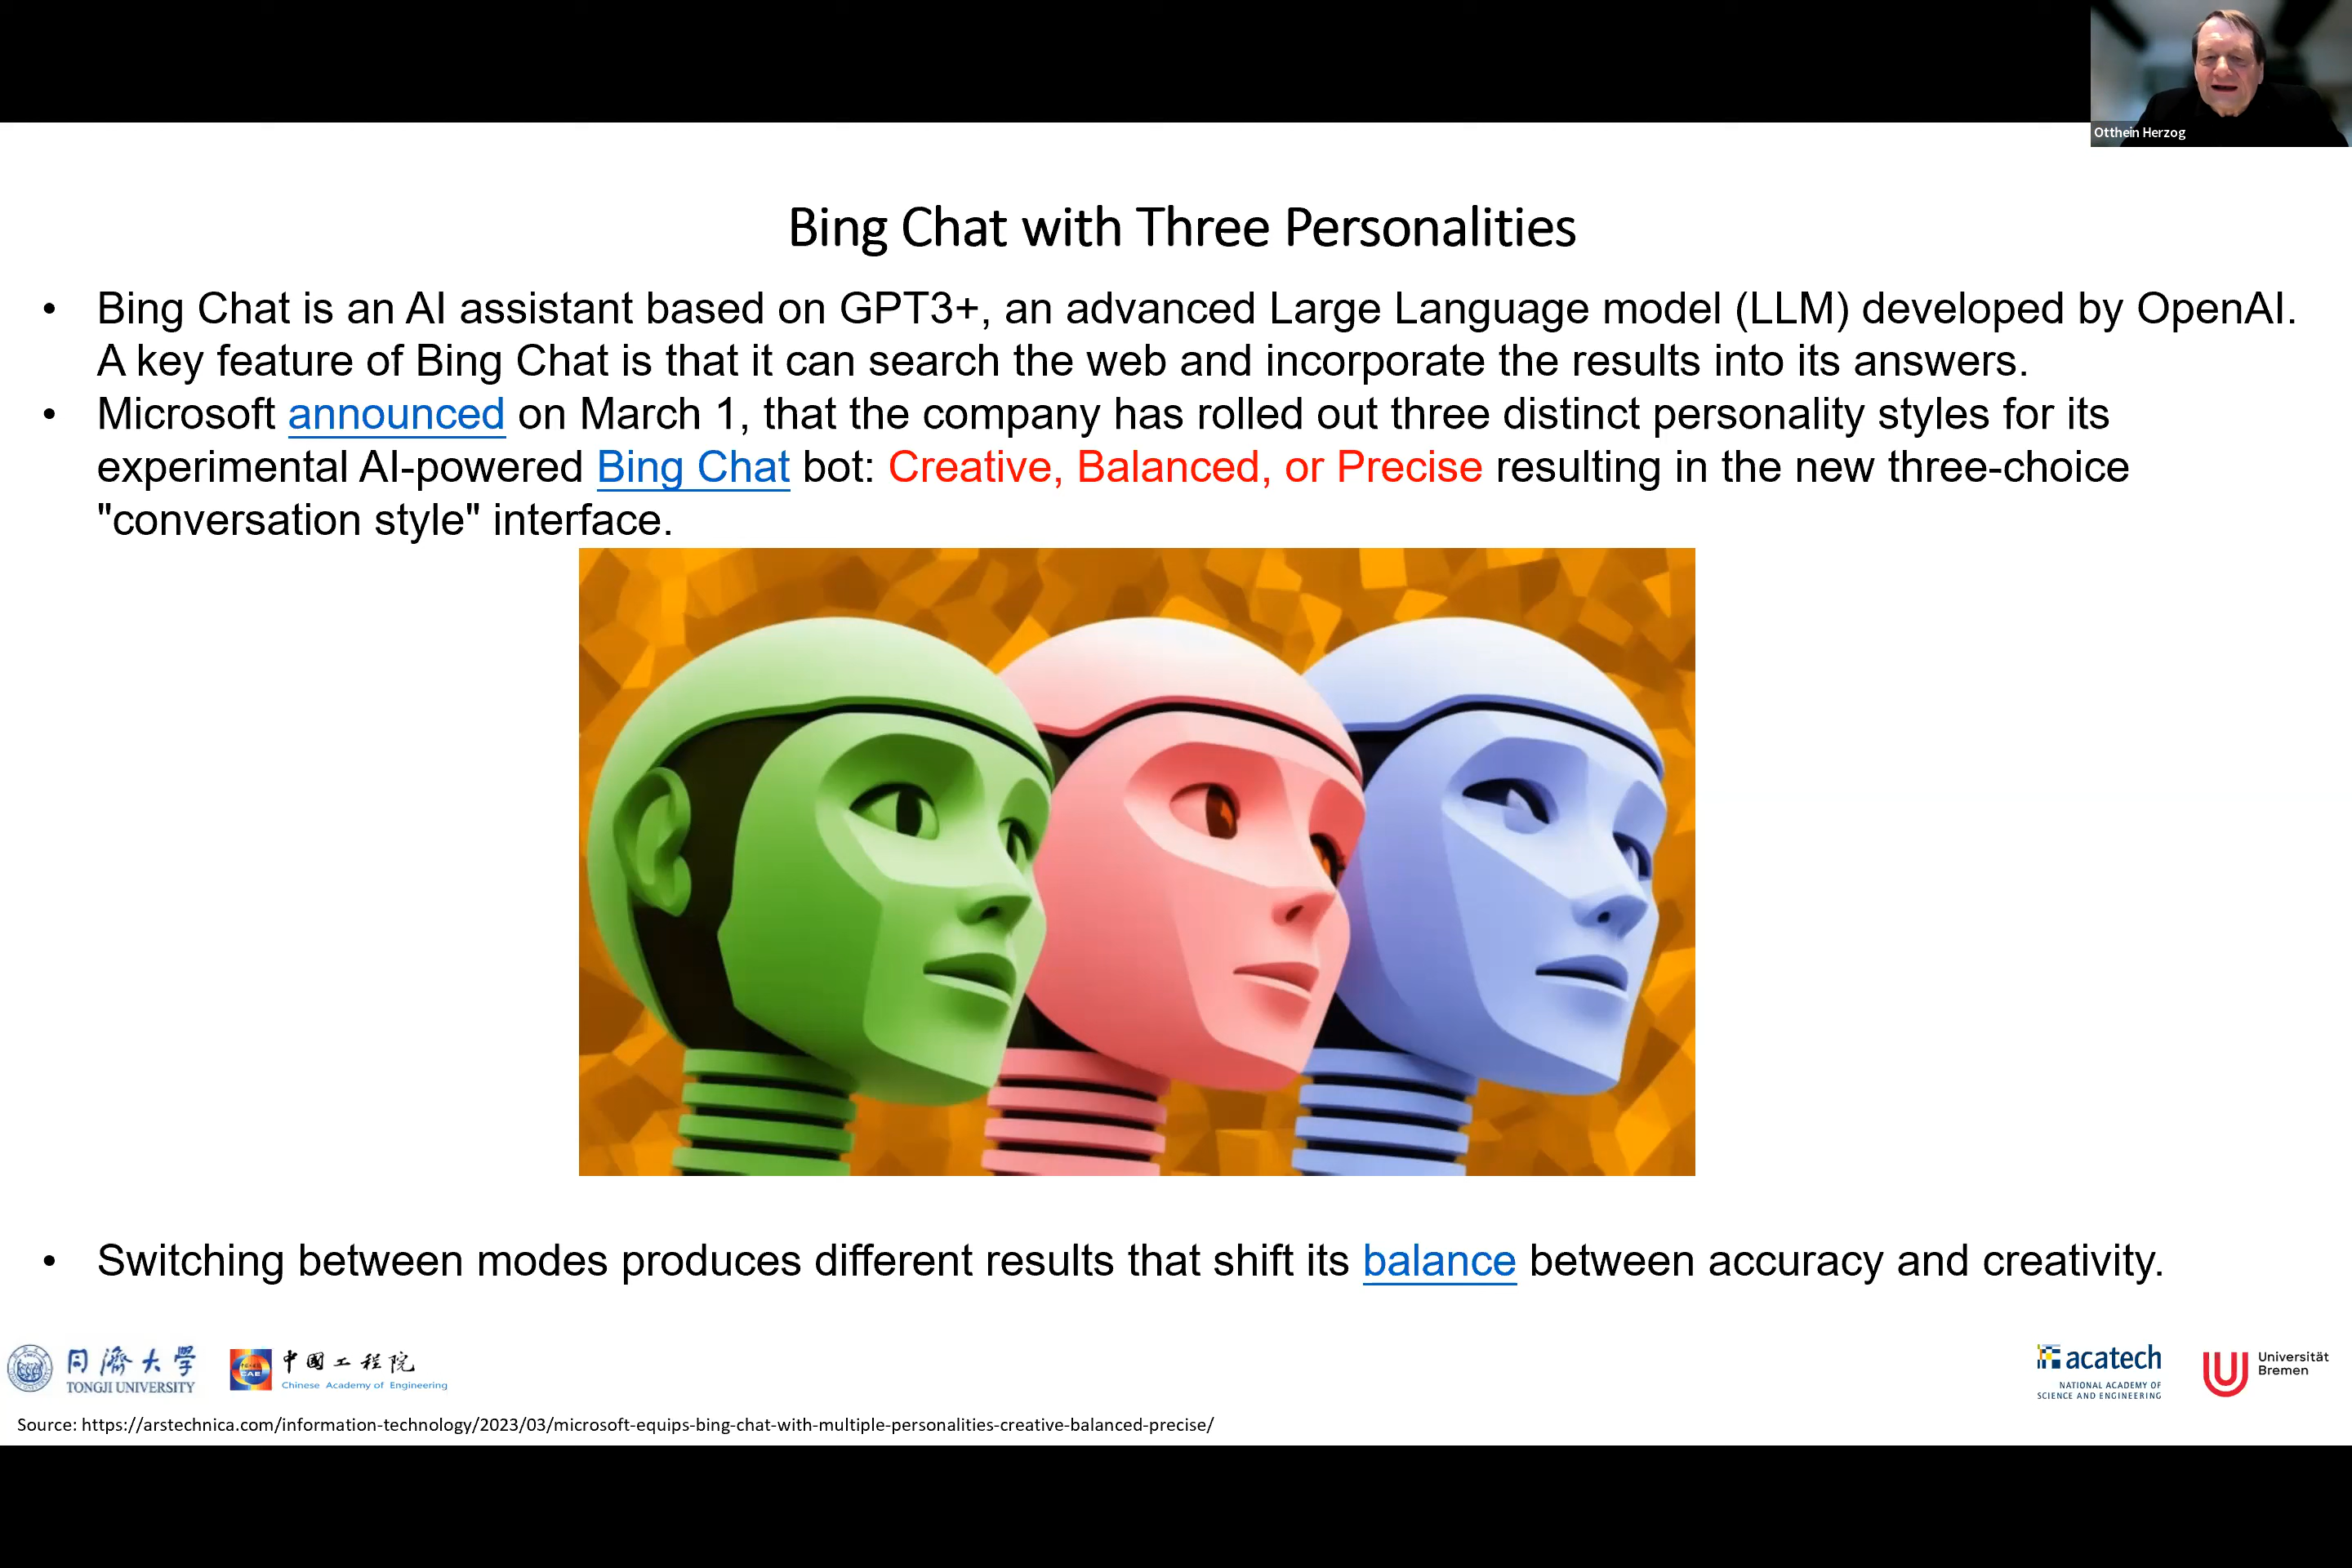 Otthein Herzog
Bing Chat with Three Personalities
• Bing Chat is an AI assistant based on GPT3+, an advanced Large Language model (LLM) developed by OpenAI.
A key feature of Bing Chat is that it can search the web and incorporate the results into its answers.
• Microsoft announced on March 1, that the company has rolled out three distinct personality styles for its
experimental AI-powered Bing Chat bot: Creative, Balanced, or Precise resulting in the new three-choice
"conversation style" interface.
• Switching between modes produces different results that shift its balance between accuracy and creativity.
同濟大學
TONGJI UNIVERSITY
CAE
中國工程院
Chinese Academy of Engineering
acatech
NATIONAL ACADEMY OF
SCIENCE AND ENGINEERING
Universität
Bremen
Source: https://arstechnica.com/information-technology/2023/03/microsoft-equips-bing-chat-with-multiple-personalities-creative-balanced-precise/